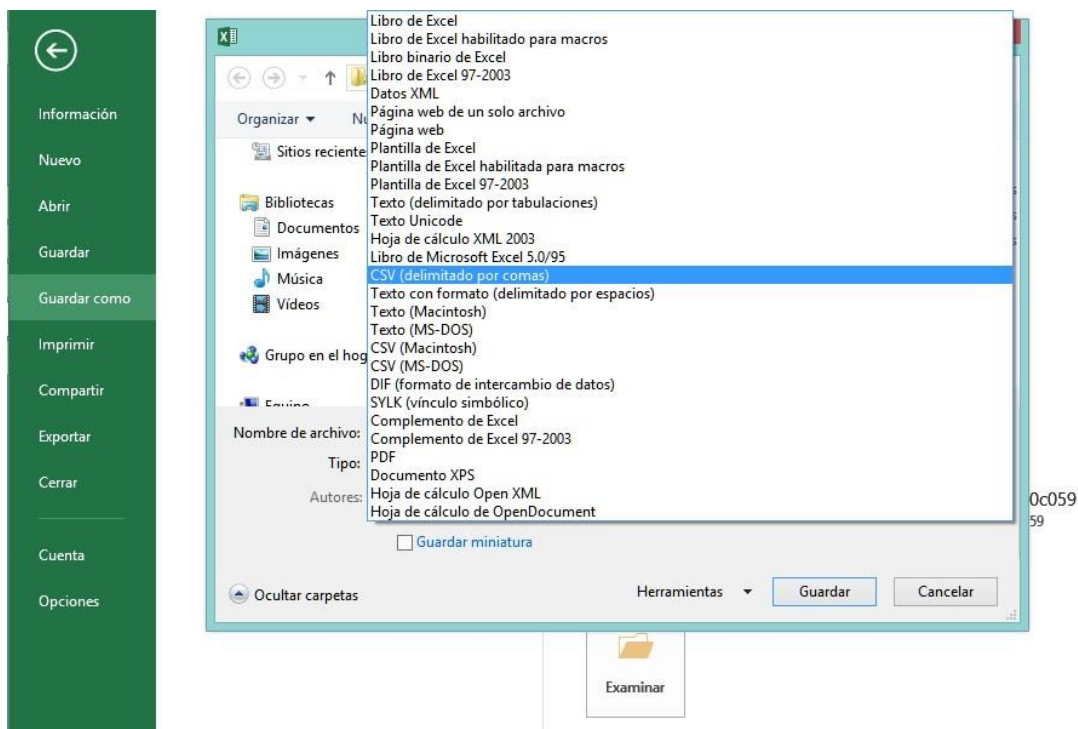 Información
Nuevo
Abrir
Guardar
Guardar como
Imprimir
Compartir
Exportar
Cerrar
Cuenta
Opciones
Organizar
Sitios reciente
Bibliotecas
Documentos
Imágenes
Música
Vídeos
Grupo en el hog
Equipo
Libro de Excel
Libro de Excel habilitado para macros
Libro binario de Excel
Libro de Excel 97-2003
Datos XML
Página web de un solo archivo
Página web
Plantilla de Excel
Plantilla de Excel habilitada para macros
Plantilla de Excel 97-2003
Texto (delimitado por tabulaciones)
Texto Unicode
Hoja de cálculo XML 2003
Libro de Microsoft Excel 5.0/95
CSV (delimitado por comas)
Texto con formato (delimitado por espacios)
Texto (Macintosh)
Texto (MS-DOS)
CSV (Macintosh)
CSV (MS-DOS)
DIF (formato de intercambio de datos)
SYLK (vínculo simbólico)
Complemento de Excel
Complemento de Excel 97-2003
PDF
Documento XPS
Hoja de cálculo Open XML
Hoja de cálculo de OpenDocument
Nombre de archivo:
Tipo:
Autores:
Guardar miniatura
0c059
59
Ocultar carpetas
Herramientas
Guardar
Cancelar
Examinar